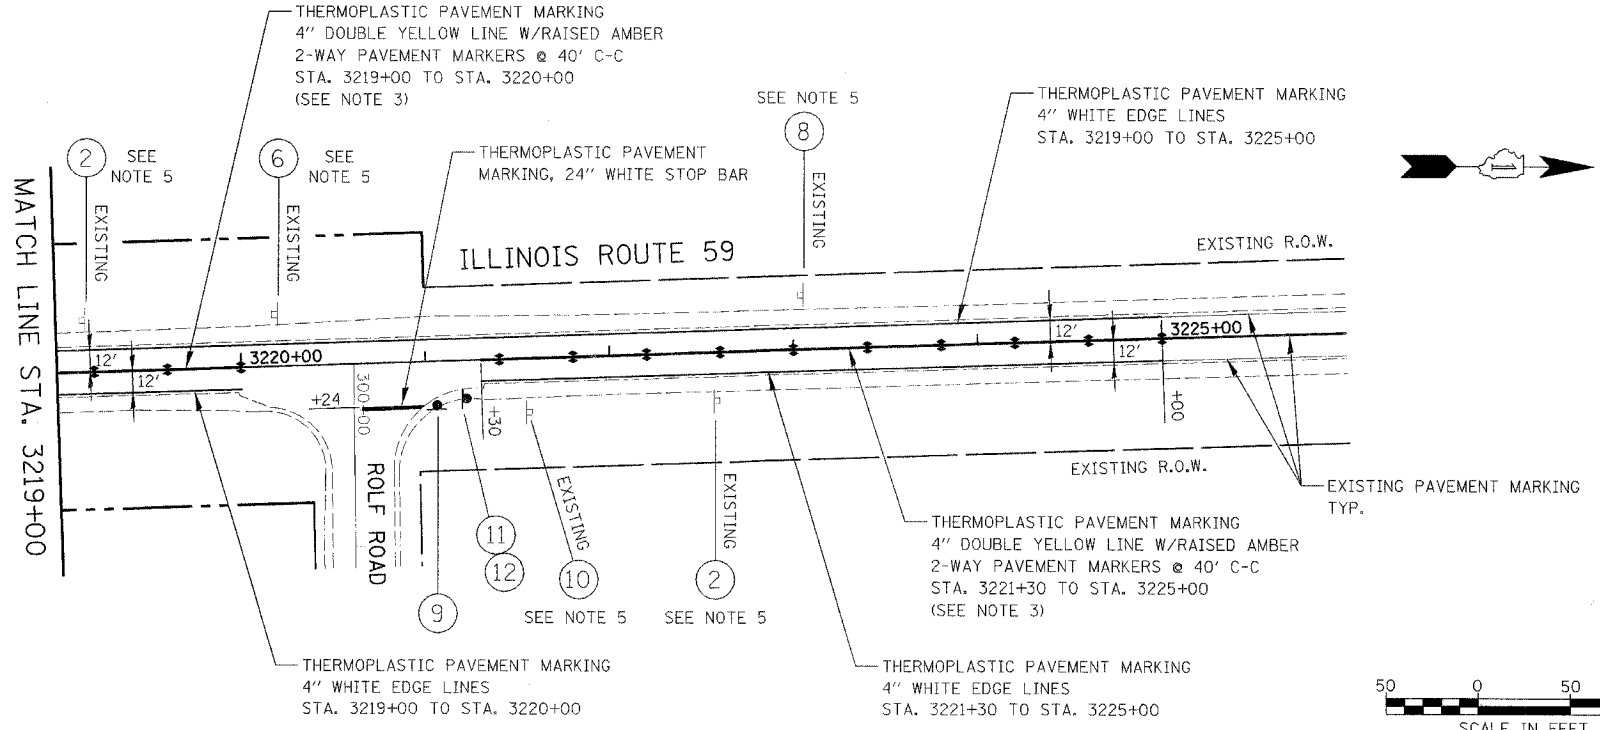 THERMOPLASTIC PAVEMENT MARKING
4" DOUBLE YELLOW LINE W/RAISED AMBER
2-WAY PAVEMENT MARKERS @ 40' C-C
STA. 3219+00 TO STA. 3220+00
(SEE NOTE 3)
SEE NOTE 5
8
EXISTING
THERMOPLASTIC PAVEMENT MARKING
4" WHITE EDGE LINES
STA. 3219+00 TO STA. 3225+00
2
SEE
NOTE 5
EXISTING
6
SEE
NOTE 5
EXISTING
THERMOPLASTIC PAVEMENT
MARKING, 24" WHITE STOP BAR
MATCH LINE STA. 3219+00
ILLINOIS ROUTE 59
EXISTING R.O.W.
12'
12'
3220+00
12'
12'
3225+00
+24
300+00
+30
+00
ROLF ROAD
EXISTING R.O.W.
EXISTING PAVEMENT MARKING
TYP.
11
12
9
EXISTING
10
SEE NOTE 5
EXISTING
2
SEE NOTE 5
THERMOPLASTIC PAVEMENT MARKING
4" DOUBLE YELLOW LINE W/RAISED AMBER
2-WAY PAVEMENT MARKERS @ 40' C-C
STA. 3221+30 TO STA. 3225+00
(SEE NOTE 3)
THERMOPLASTIC PAVEMENT MARKING
4" WHITE EDGE LINES
STA. 3219+00 TO STA. 3220+00
THERMOPLASTIC PAVEMENT MARKING
4" WHITE EDGE LINES
STA. 3221+30 TO STA. 3225+00
50 0 50
SCALE IN FEET